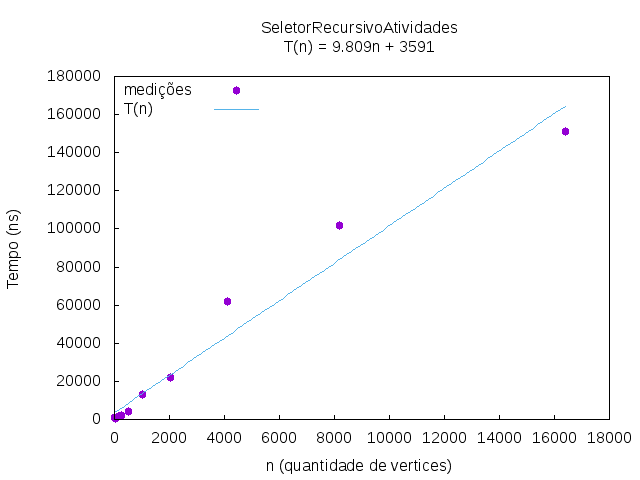 SeletorRecursivoAtividades
T(n) = 9.809n + 3591
180000
160000
140000
120000
100000
80000
60000
40000
20000
0
medições
T(n)
Tempo (ns)
0 2000 4000 6000 8000 10000 12000 14000 16000 18000
n (quantidade de vertices)